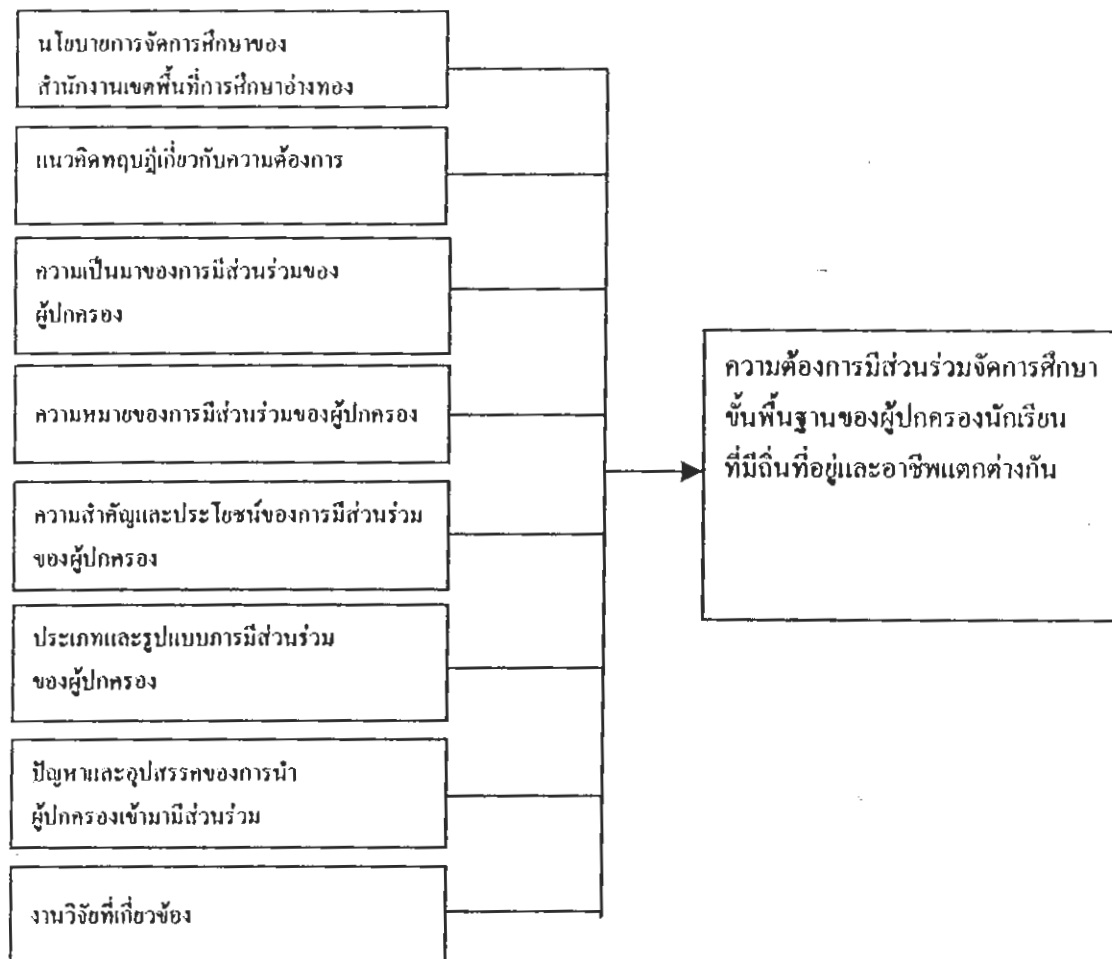 นโยบายการจัดการศึกษาของ
สำนักงานเขตพื้นที่การศึกษาอ่างทอง
แนวคิดทฤษฎีเกี่ยวกับความต้องการ
ความเป็นมาของการมีส่วนร่วมของ
ผู้ปกครอง
ความหมายของการมีส่วนร่วมของผู้ปกครอง
ความสำคัญและประโยชน์ของการมีส่วนร่วม
ของผู้ปกครอง
ประเภทและรูปแบบการมีส่วนร่วม
ของผู้ปกครอง
ปัญหาและอุปสรรคของการนำ
ผู้ปกครองเข้ามามีส่วนร่วม
งานวิจัยที่เกี่ยวข้อง
ความต้องการมีส่วนร่วมจัดการศึกษา
ขั้นพื้นฐานของผู้ปกครองนักเรียน
ที่มีถิ่นที่อยู่และอาชีพแตกต่างกัน